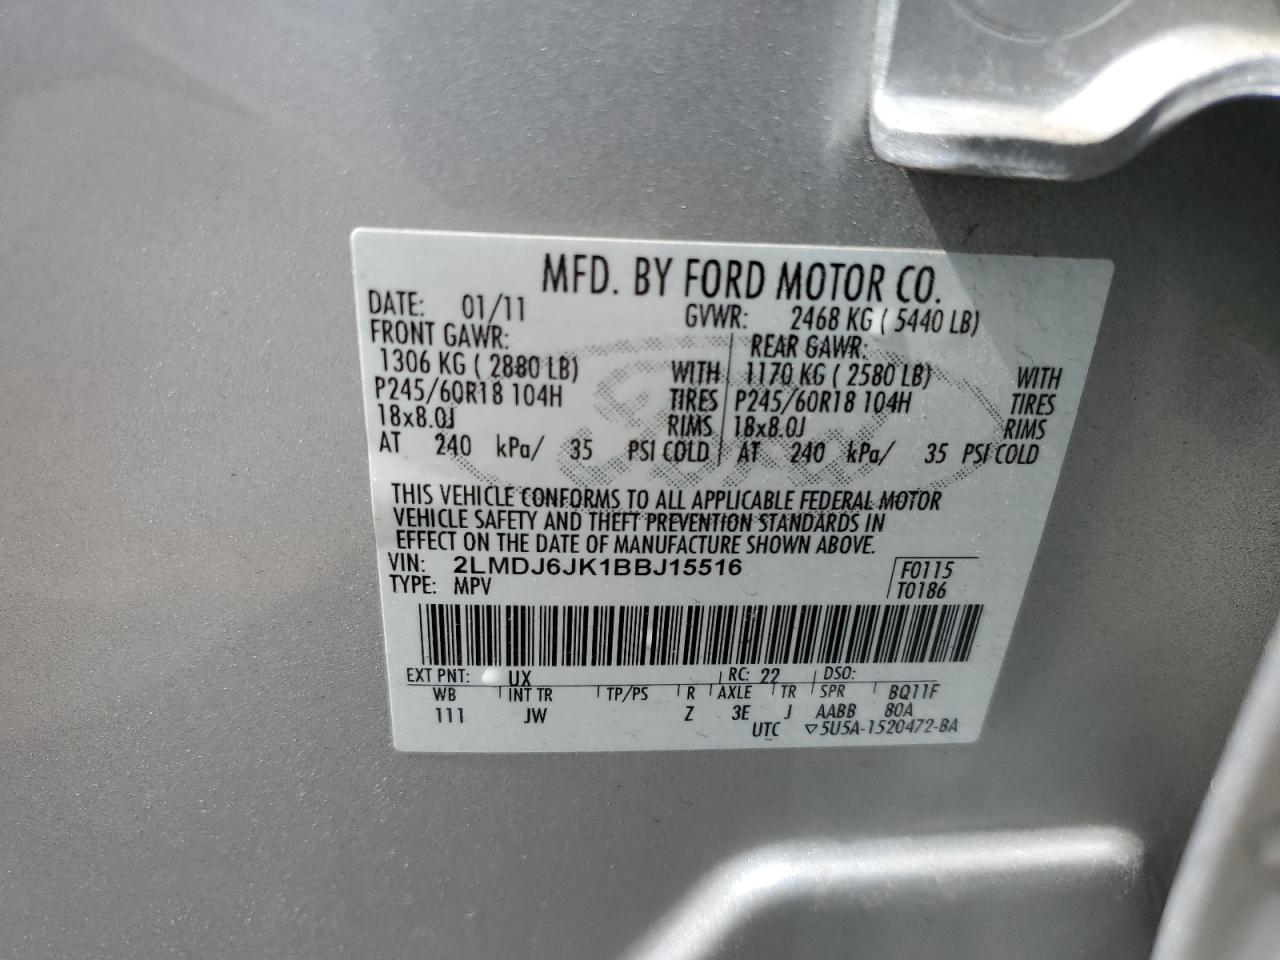 MFD. BY FORD MOTOR CO.
DATE: 01/11 GVWR: 2468 KG ( 5440 LB)
FRONT GAWR: REAR GAWR:
1306 KG ( 2880 LB) WITH 1170 KG ( 2580 LB) WITH
P245/60R18 104H TIRES P245/60R18 104H TIRES
18x8.0J RIMS 18x8.0J RIMS
AT 240 kPa/ 35 PSI COLD AT 240 kPa/ 35 PSI COLD
THIS VEHICLE CONFORMS TO ALL APPLICABLE FEDERAL MOTOR
VEHICLE SAFETY AND THEFT PREVENTION STANDARDS IN
EFFECT ON THE DATE OF MANUFACTURE SHOWN ABOVE.
VIN: 2LMDJ6JK1BBJ15516 F0115
TYPE: MPV T0186
EXT PNT: UX RC: 22 DSO:
WB INT TR TP/PS R AXLE TR SPR BQ11F
111 JW Z 3E J AABB 80A
UTC ▽5U5A-1520472-BA